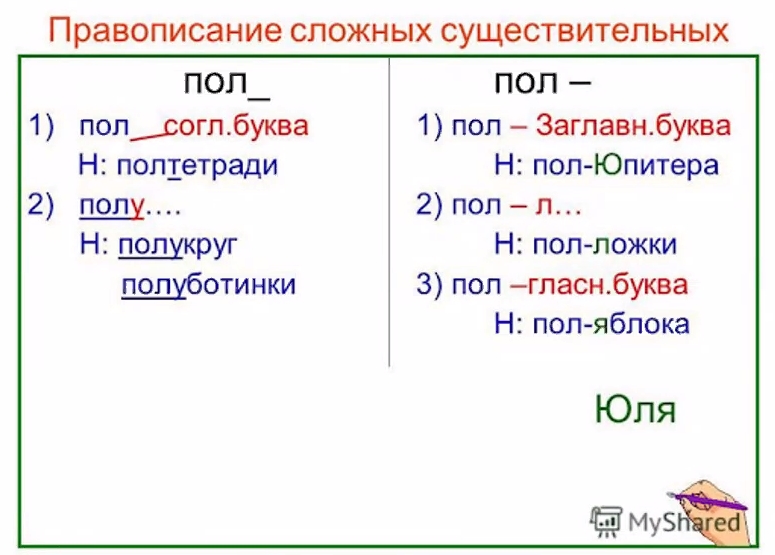 Правописание сложных существительных
пол_
1) пол__согл.буква
Н: полтетради
2) полу....
Н: полукруг
полуботинки
пол –
1) пол – Заглавн.буква
Н: пол-Юпитера
2) пол – л...
Н: пол-ложки
3) пол –гласн.буква
Н: пол-яблока
Юля
MyShared